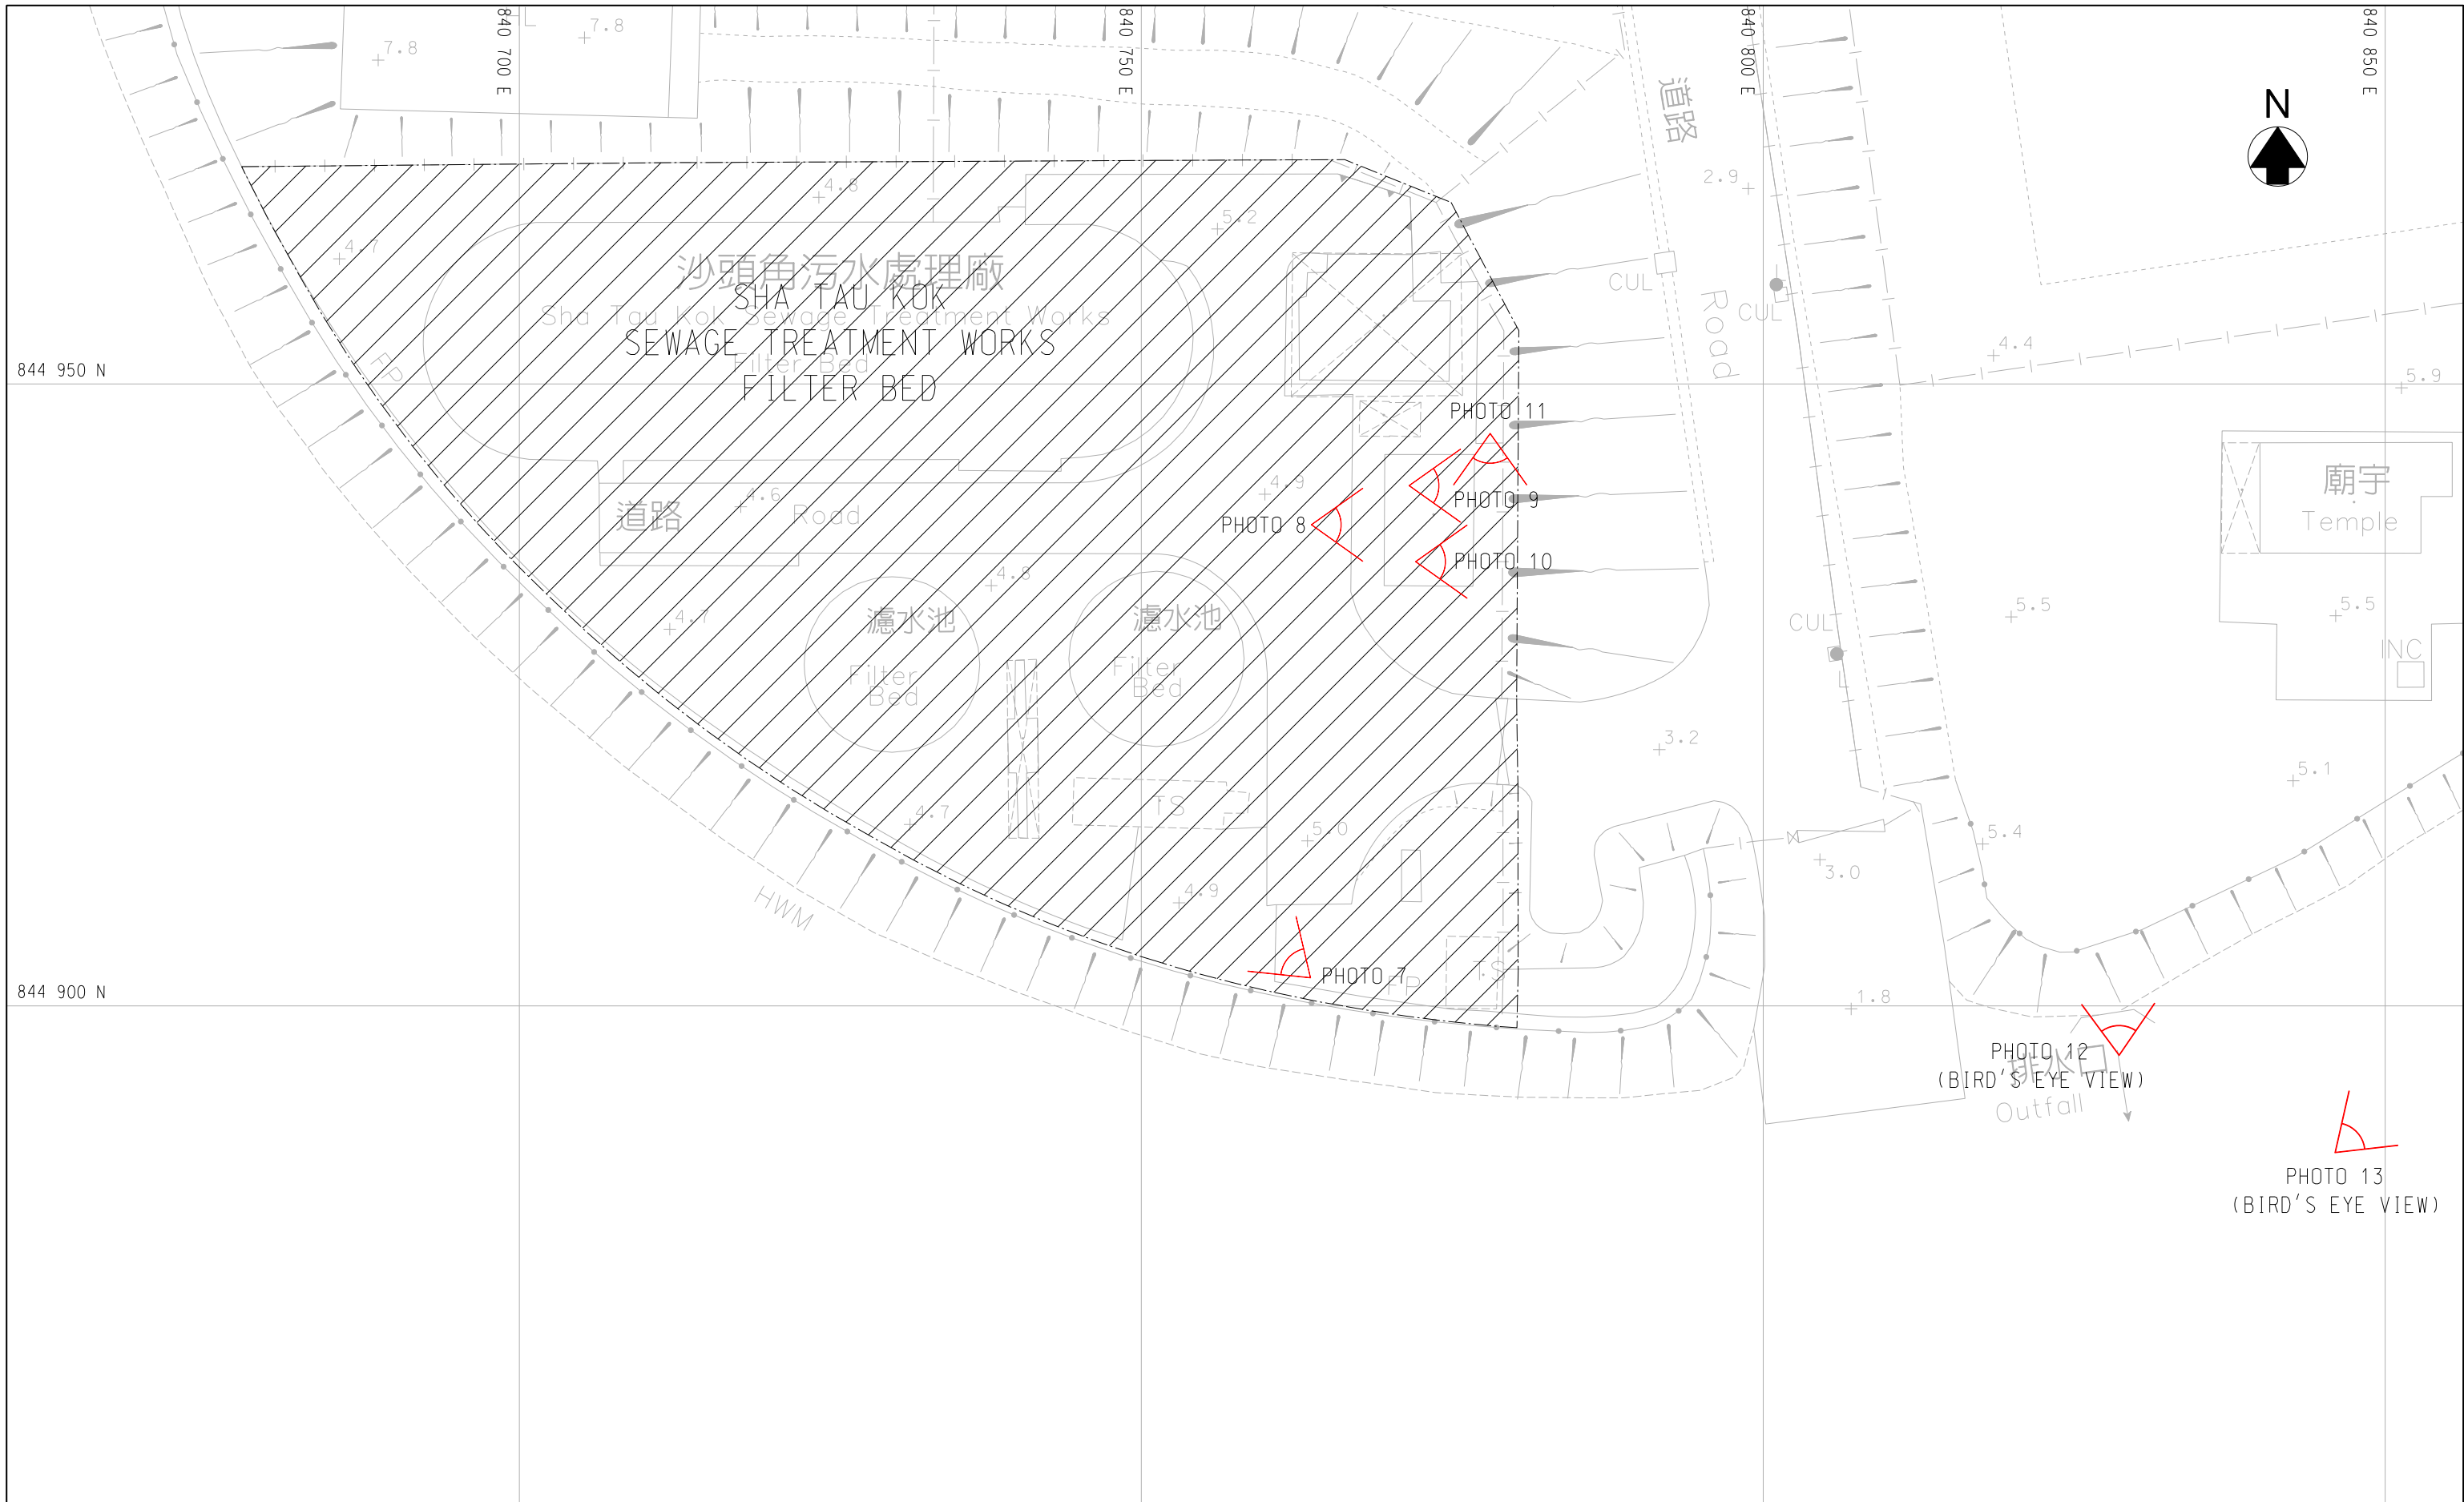 840 700 E
840 750 E
840 800 E
840 850 E
7.8
7.8
N
道路
2.9
4.8
5.2
4.7
沙頭角污水處理廠
SHA TAU KOK
Sha Tau Kok Sewage Treatment Works
SEWAGE TREATMENT WORKS
Filter Bed
FILTER BED
CUL
Road
CUL
FP
4.4
844 950 N
5.9
PHOTO 11
廟宇
Temple
4.9
PHOTO 9
4.6
道路
Road
PHOTO 8
PHOTO 10
4.8
4.7
濾水池
Filter
Bed
濾水池
Filter
Bed
CUL
5.5
5.5
INC
3.2
5.1
TS
4.7
5.0
5.4
3.0
4.9
HWM
PHOTO 7
FP
TS
844 900 N
1.8
PHOTO 12
(BIRD'S EYE VIEW)
排水口
Outfall
PHOTO 13
(BIRD'S EYE VIEW)